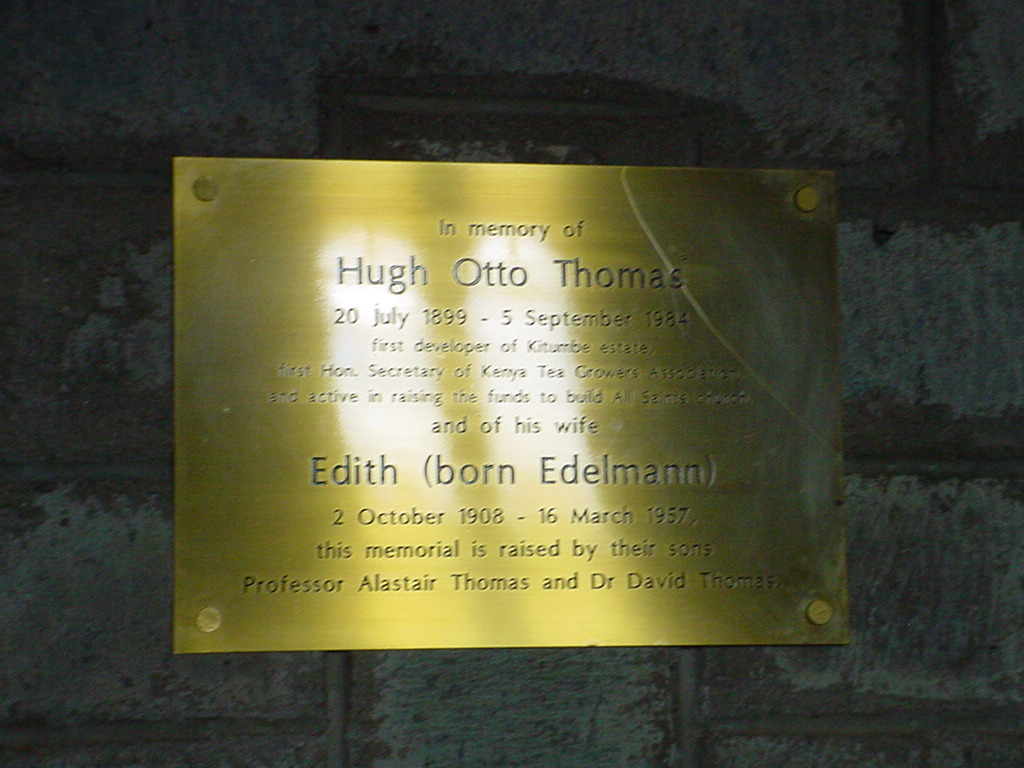 In memory of
Hugh Otto Thomas
20 July 1899 - 5 September 1984
first developer of Kitumbe estate,
first Hon. Secretary of Kenya Tea Growers Association,
and active in raising the funds to build All Saints church,
and of his wife
Edith (born Edelmann)
2 October 1908 - 16 March 1957,
this memorial is raised by their sons
Professor Alastair Thomas and Dr David Thomas.